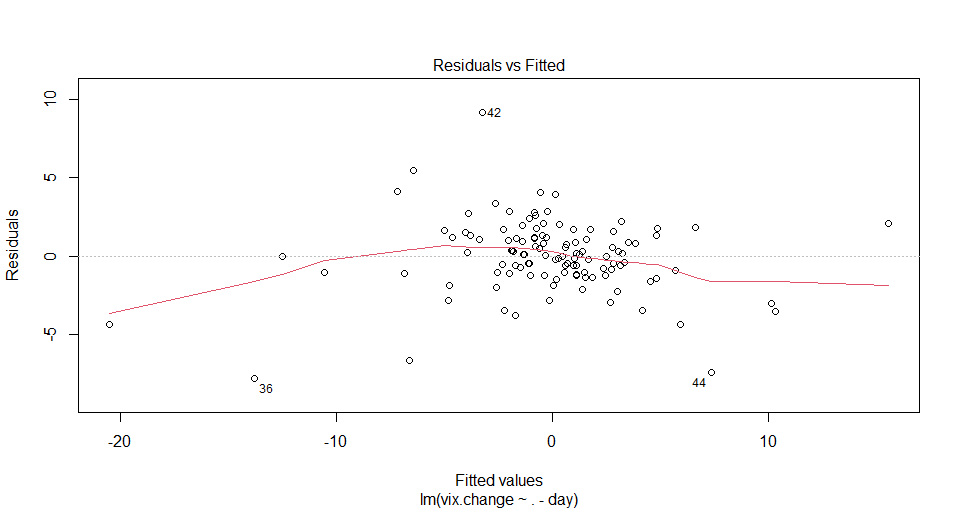 Residuals vs Fitted
Residuals
10
5
0
-5
42
36
44
-20
-10
0
10
Fitted values
lm(vix.change ~ . - day)